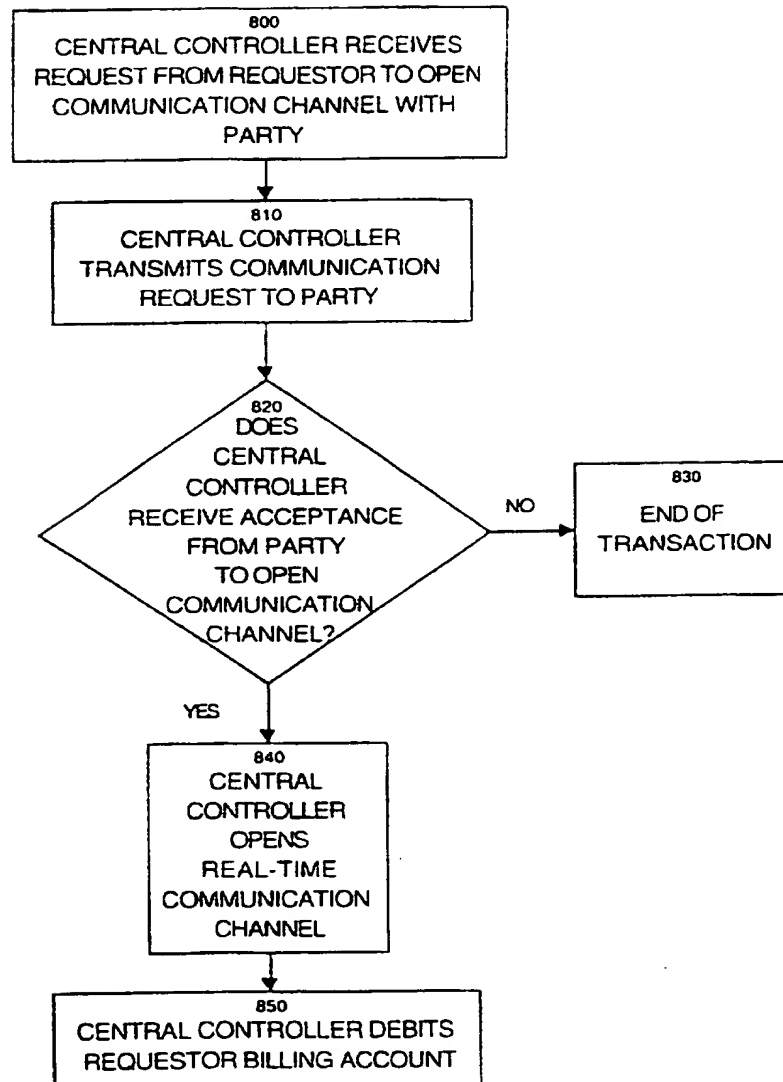 800
CENTRAL CONTROLLER RECEIVES
REQUEST FROM REQUESTOR TO OPEN
COMMUNICATION CHANNEL WITH
PARTY
810
CENTRAL CONTROLLER
TRANSMITS COMMUNICATION
REQUEST TO PARTY
820
DOES
CENTRAL
CONTROLLER
RECEIVE ACCEPTANCE
FROM PARTY
TO OPEN
COMMUNICATION
CHANNEL?
NO
830
END OF
TRANSACTION
YES
840
CENTRAL
CONTROLLER
OPENS
REAL-TIME
COMMUNICATION
CHANNEL
850
CENTRAL CONTROLLER DEBITS
REQUESTOR BILLING ACCOUNT